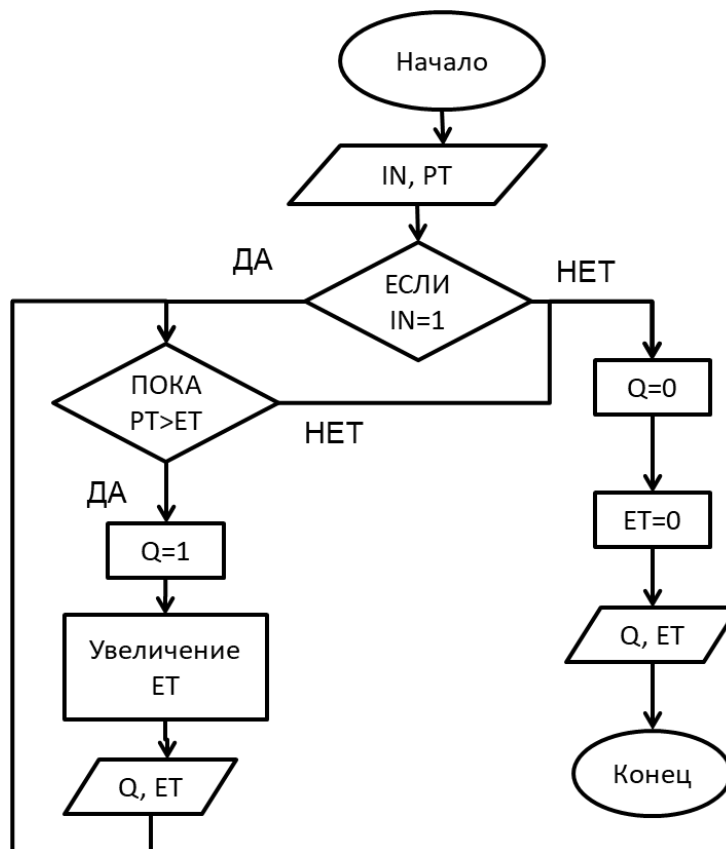 Начало
IN, PT
ДА
ЕСЛИ
IN=1
НЕТ
ПОКА
PT>ET
НЕТ
Q=0
ДА
Q=1
ET=0
Увеличение
ET
Q, ET
Q, ET
Конец